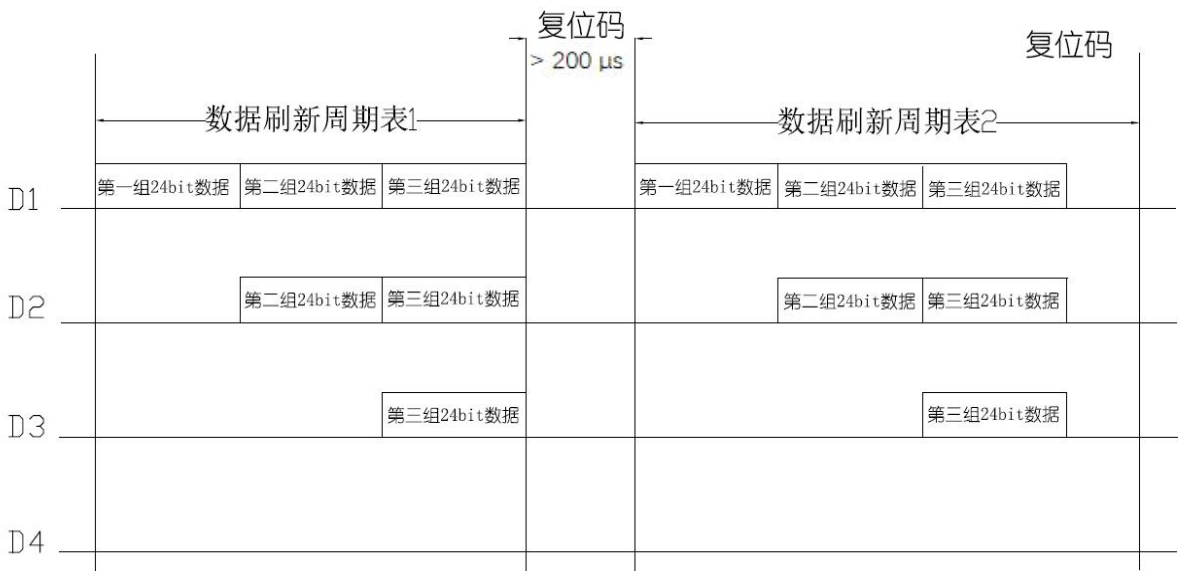 复位码
> 200 μs
复位码
数据刷新周期表1
数据刷新周期表2
D1
第一组24bit数据
第二组24bit数据
第三组24bit数据
第一组24bit数据
第二组24bit数据
第三组24bit数据
D2
第二组24bit数据
第三组24bit数据
第二组24bit数据
第三组24bit数据
D3
第三组24bit数据
第三组24bit数据
D4